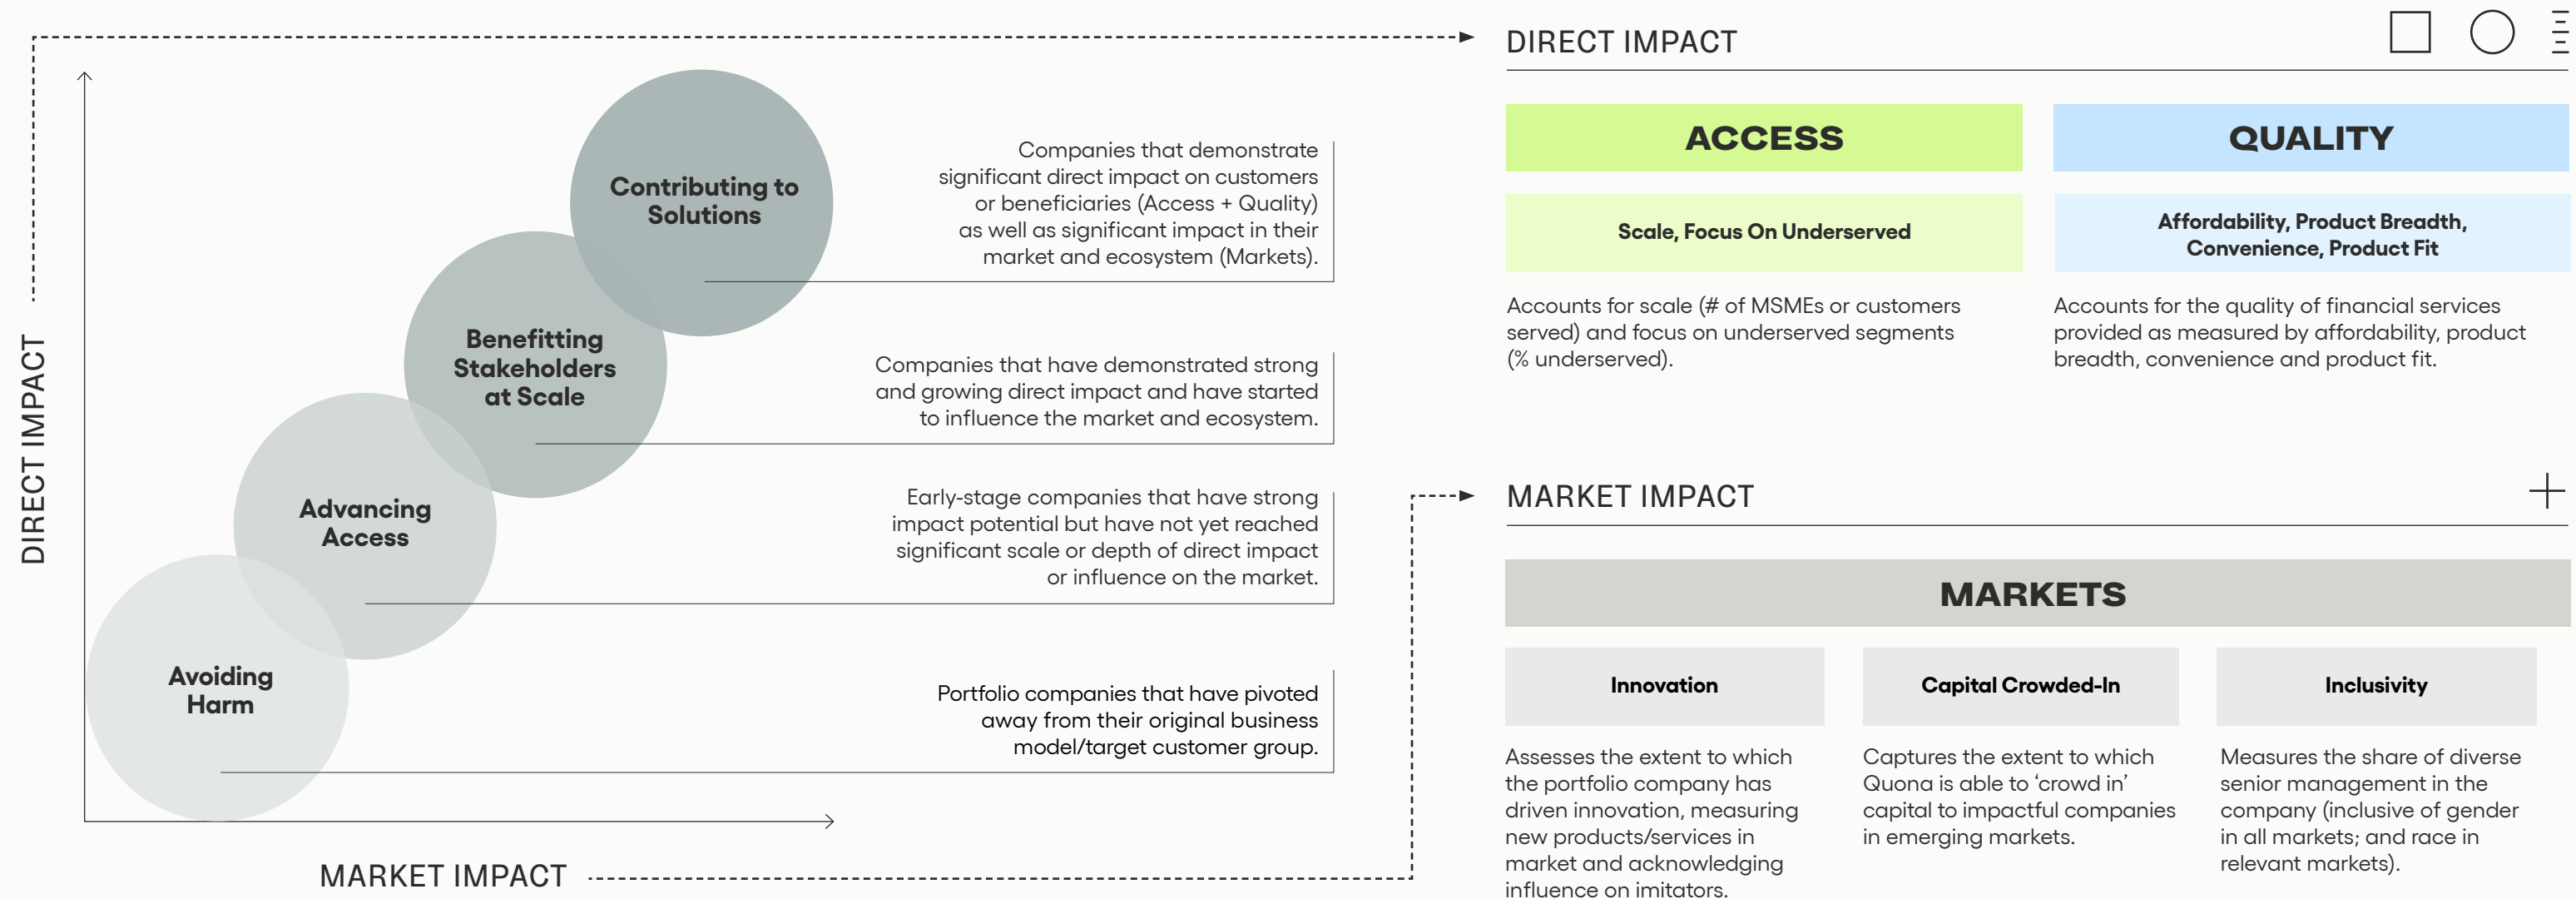 DIRECT IMPACT
Contributing to
Solutions
Companies that demonstrate
significant direct impact on customers
or beneficiaries (Access + Quality)
as well as significant impact in their
market and ecosystem (Markets).
Benefitting
Stakeholders
at Scale
Companies that have demonstrated strong
and growing direct impact and have started
to influence the market and ecosystem.
Advancing
Access
Early-stage companies that have strong
impact potential but have not yet reached
significant scale or depth of direct impact
or influence on the market.
Avoiding
Harm
Portfolio companies that have pivoted
away from their original business
model/target customer group.
MARKET IMPACT
DIRECT IMPACT
ACCESS
Scale, Focus On Underserved
Accounts for scale (# of MSMEs or customers
served) and focus on underserved segments
(% underserved).
QUALITY
Affordability, Product Breadth,
Convenience, Product Fit
Accounts for the quality of financial services
provided as measured by affordability, product
breadth, convenience and product fit.
MARKET IMPACT
MARKETS
Innovation
Assesses the extent to which
the portfolio company has
driven innovation, measuring
new products/services in
market and acknowledging
influence on imitators.
Capital Crowded-In
Captures the extent to which
Quona is able to ‘crowd in’
capital to impactful companies
in emerging markets.
Inclusivity
Measures the share of diverse
senior management in the
company (inclusive of gender
in all markets; and race in
relevant markets).